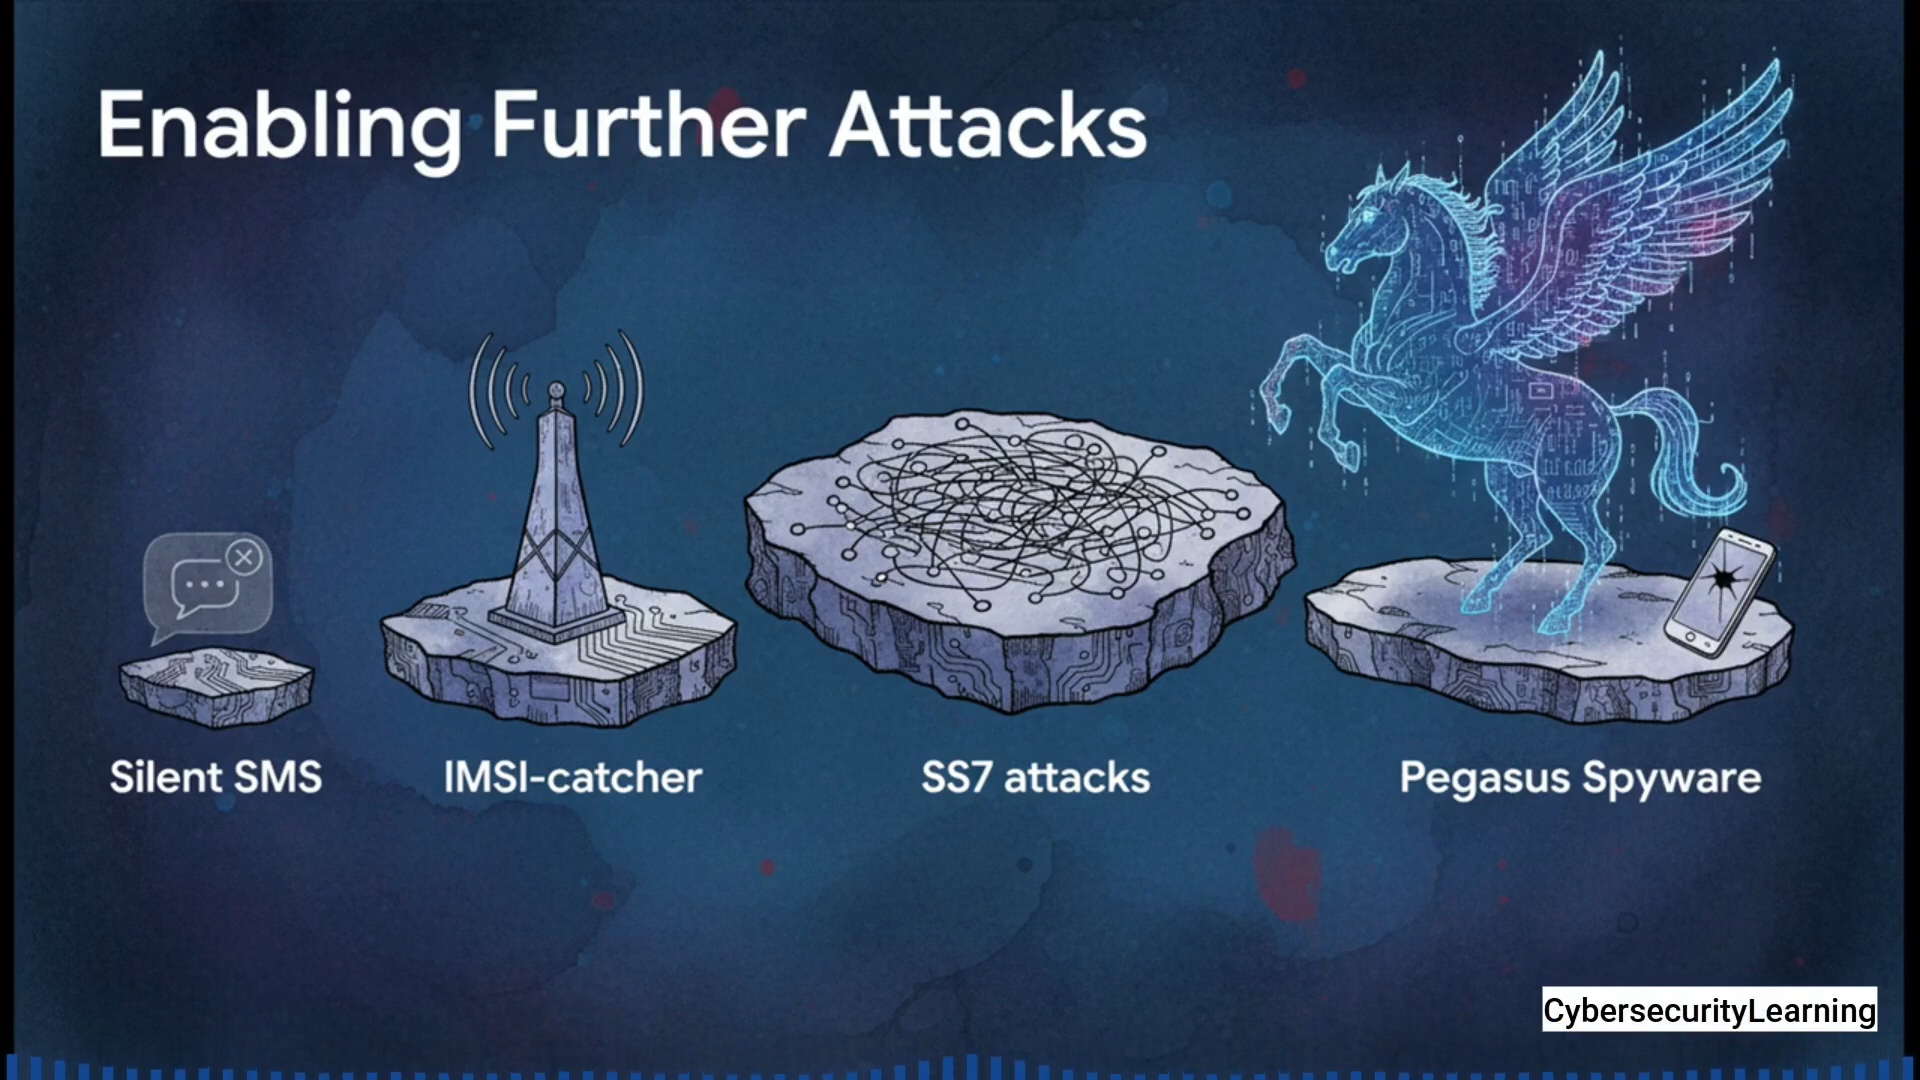 Enabling Further Attacks
Silent SMS
IMSI-catcher
SS7 attacks
Pegasus Spyware
CybersecurityLearning